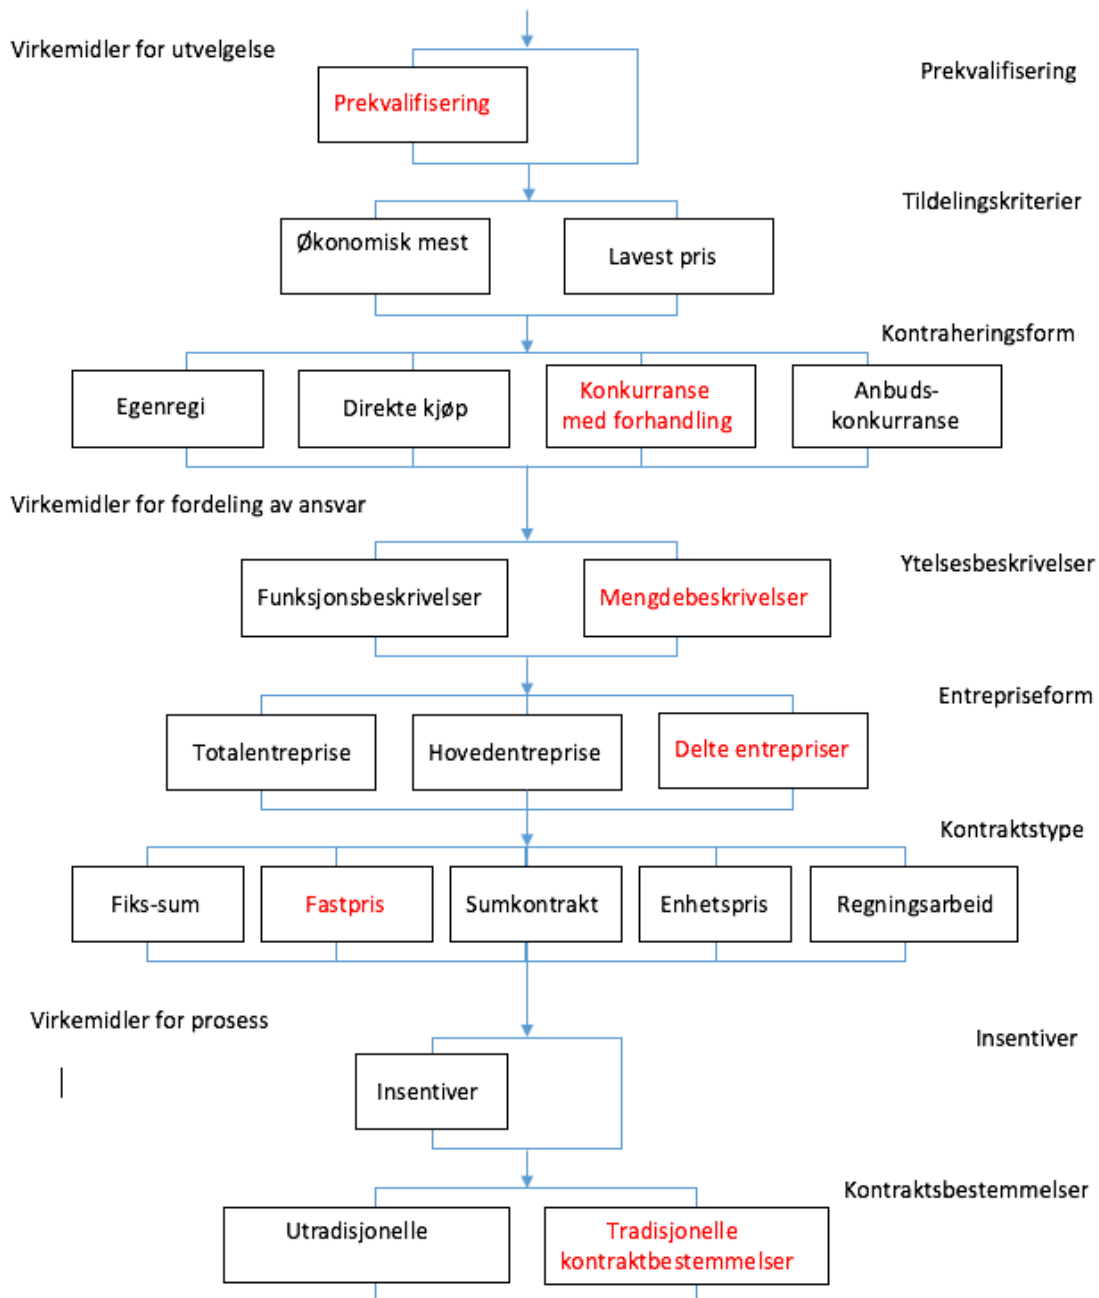 Virkemidler for utvelgelse
Prekvalifisering
Prekvalifisering
Tildelingskriterier
Økonomisk mest
Lavest pris
Kontraheringsform
Egenregi
Direkte kjøp
Konkurranse
med forhandling
Anbuds-
konkurranse
Virkemidler for fordeling av ansvar
Ytelsesbeskrivelser
Funksjonsbeskrivelser
Mengdebeskrivelser
Entrepriseform
Totalentreprise
Hovedentreprise
Delte entrepriser
Kontraktstype
Fiks-sum
Fastpris
Sumkontrakt
Enhetspris
Regningsarbeid
Virkemidler for prosess
Insentiver
Insentiver
Kontraktsbestemmelser
Utradisjonelle
Tradisjonelle
kontraktbestemmelser